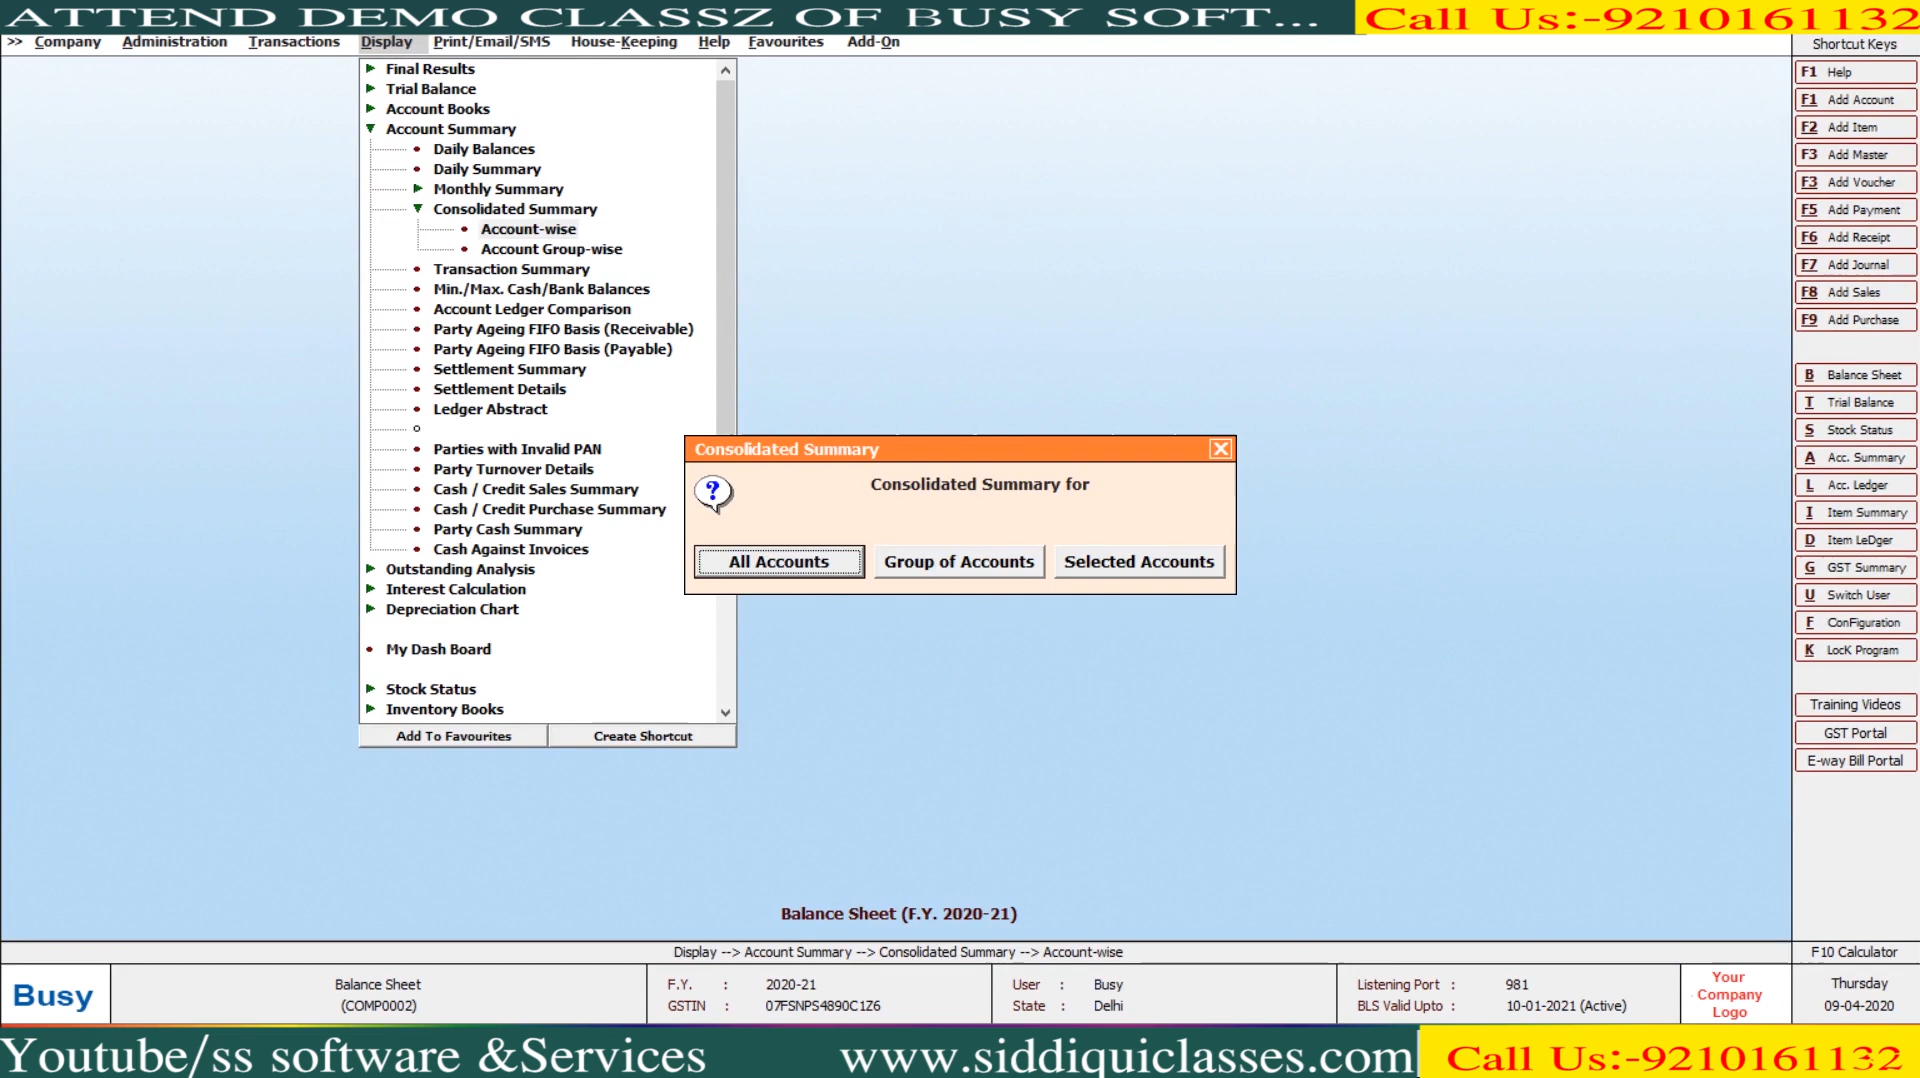 ATTEND DEMO CLASSZ OF BUSY SOFT...
Call Us:-9210161132
>> Company Administration Transactions Display Print/Email/SMS House-Keeping Help Favourites Add-On
Final Results
Trial Balance
Account Books
Account Summary
Daily Balances
Daily Summary
Monthly Summary
Consolidated Summary
Account-wise
Account Group-wise
Transaction Summary
Min./Max. Cash/Bank Balances
Account Ledger Comparison
Party Ageing FIFO Basis (Receivable)
Party Ageing FIFO Basis (Payable)
Settlement Summary
Settlement Details
Ledger Abstract
Parties with Invalid PAN
Party Turnover Details
Cash / Credit Sales Summary
Cash / Credit Purchase Summary
Party Cash Summary
Cash Against Invoices
Outstanding Analysis
Interest Calculation
Depreciation Chart
My Dash Board
Stock Status
Inventory Books
Add To Favourites Create Shortcut
Consolidated Summary
?
Consolidated Summary for
All Accounts Group of Accounts Selected Accounts
Shortcut Keys
F1 Help
F1 Add Account
F2 Add Item
F3 Add Master
F3 Add Voucher
F5 Add Payment
F6 Add Receipt
F7 Add Journal
F8 Add Sales
F9 Add Purchase
B Balance Sheet
T Trial Balance
S Stock Status
A Acc. Summary
L Acc. Ledger
I Item Summary
D Item LeDger
G GST Summary
U Switch User
F ConFiguration
K LocK Program
Training Videos
GST Portal
E-way Bill Portal
Balance Sheet (F.Y. 2020-21)
Display --> Account Summary --> Consolidated Summary --> Account-wise
F10 Calculator
Busy
Balance Sheet
(COMP0002)
F.Y. : 2020-21
GSTIN : 07FSNPS4890C1Z6
User : Busy
State : Delhi
Listening Port : 981
BLS Valid Upto : 10-01-2021 (Active)
Your
Company
Logo
Thursday
09-04-2020
Youtube/ss software &Services
www.siddiquiclasses.com
Call Us:-9210161132